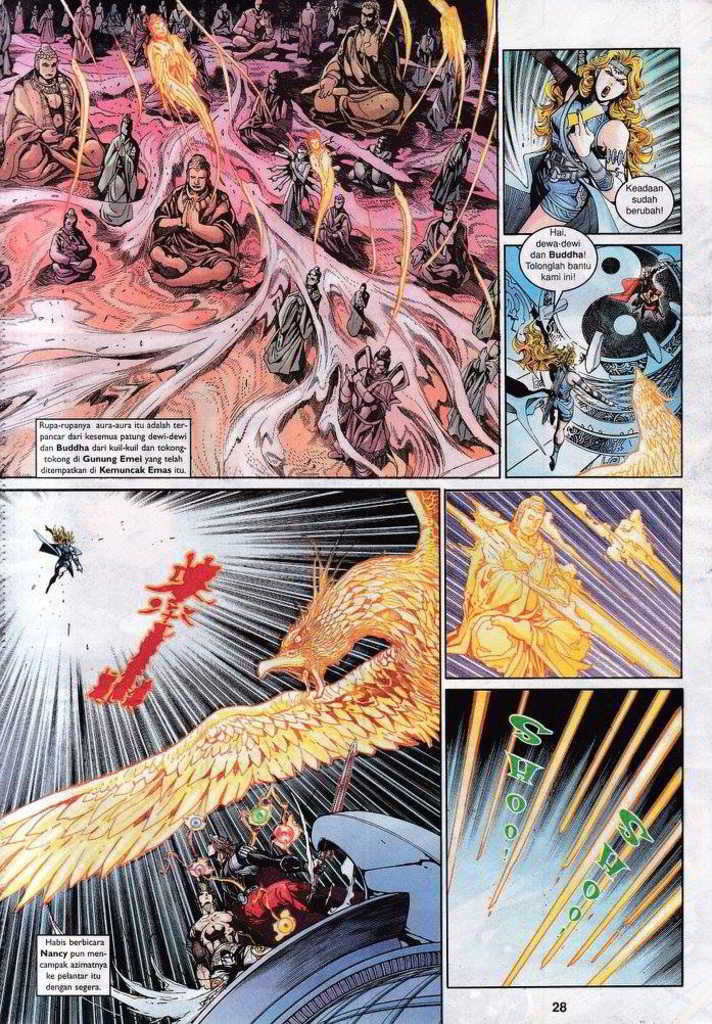 Rupa-rupanya aura-aura itu adalah ter-
pancar dari kesemua patung dewi-dewi
dan Buddha dari kuil-kuil dan tokong-
tokong di Gunung Emei yang telah
ditempatkan di Kemuncak Emas itu.
Keadaan
sudah
berubah!
Hai,
dewa-dewi
dan Buddha!
Tolonglah bantu
kami ini!
Habis berbicara
Nancy pun men-
campak azimatnya
ke pelantar itu
dengan segera.
SHOO!
SHOO!
28